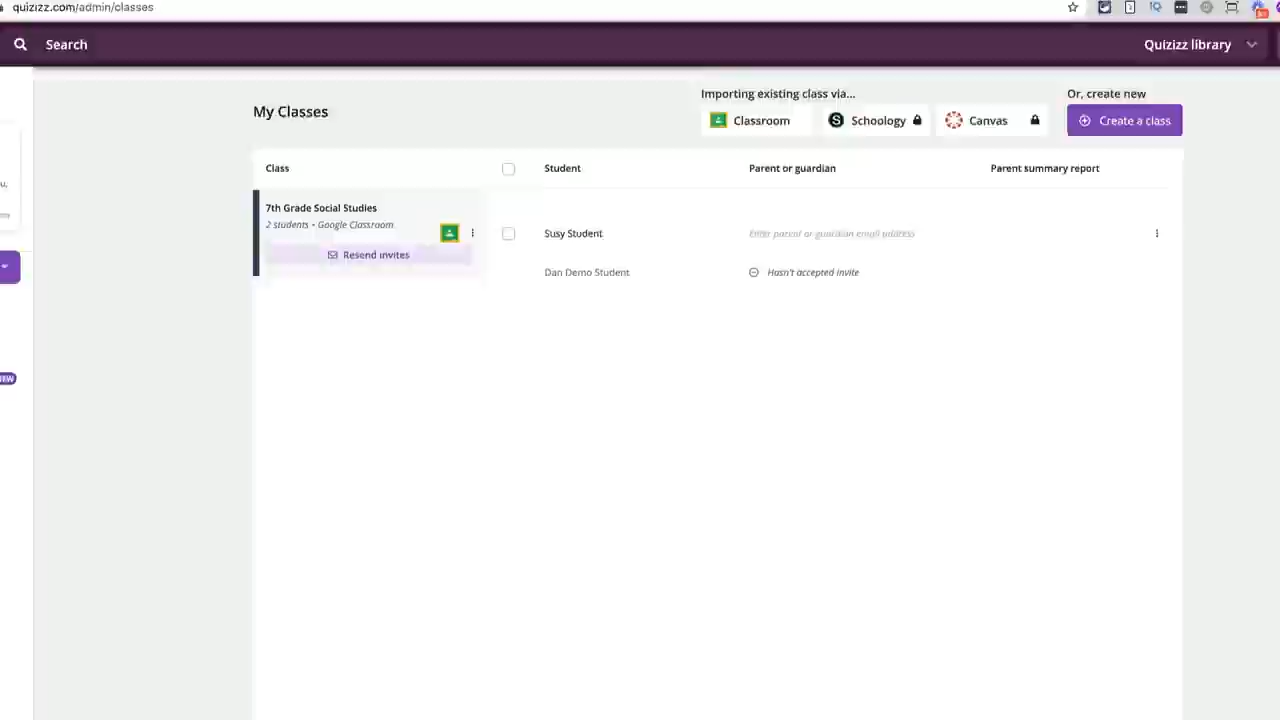 quizizz.com/admin/classes
Search
Quizizz library
My Classes
Importing existing class via...
Or, create new
Classroom
Schoology
Canvas
Create a class
Class
Student
Parent or guardian
Parent summary report
7th Grade Social Studies
2 students • Google Classroom
Resend invites
Susy Student
Enter parent or guardian email address
Dan Demo Student
Hasn't accepted invite